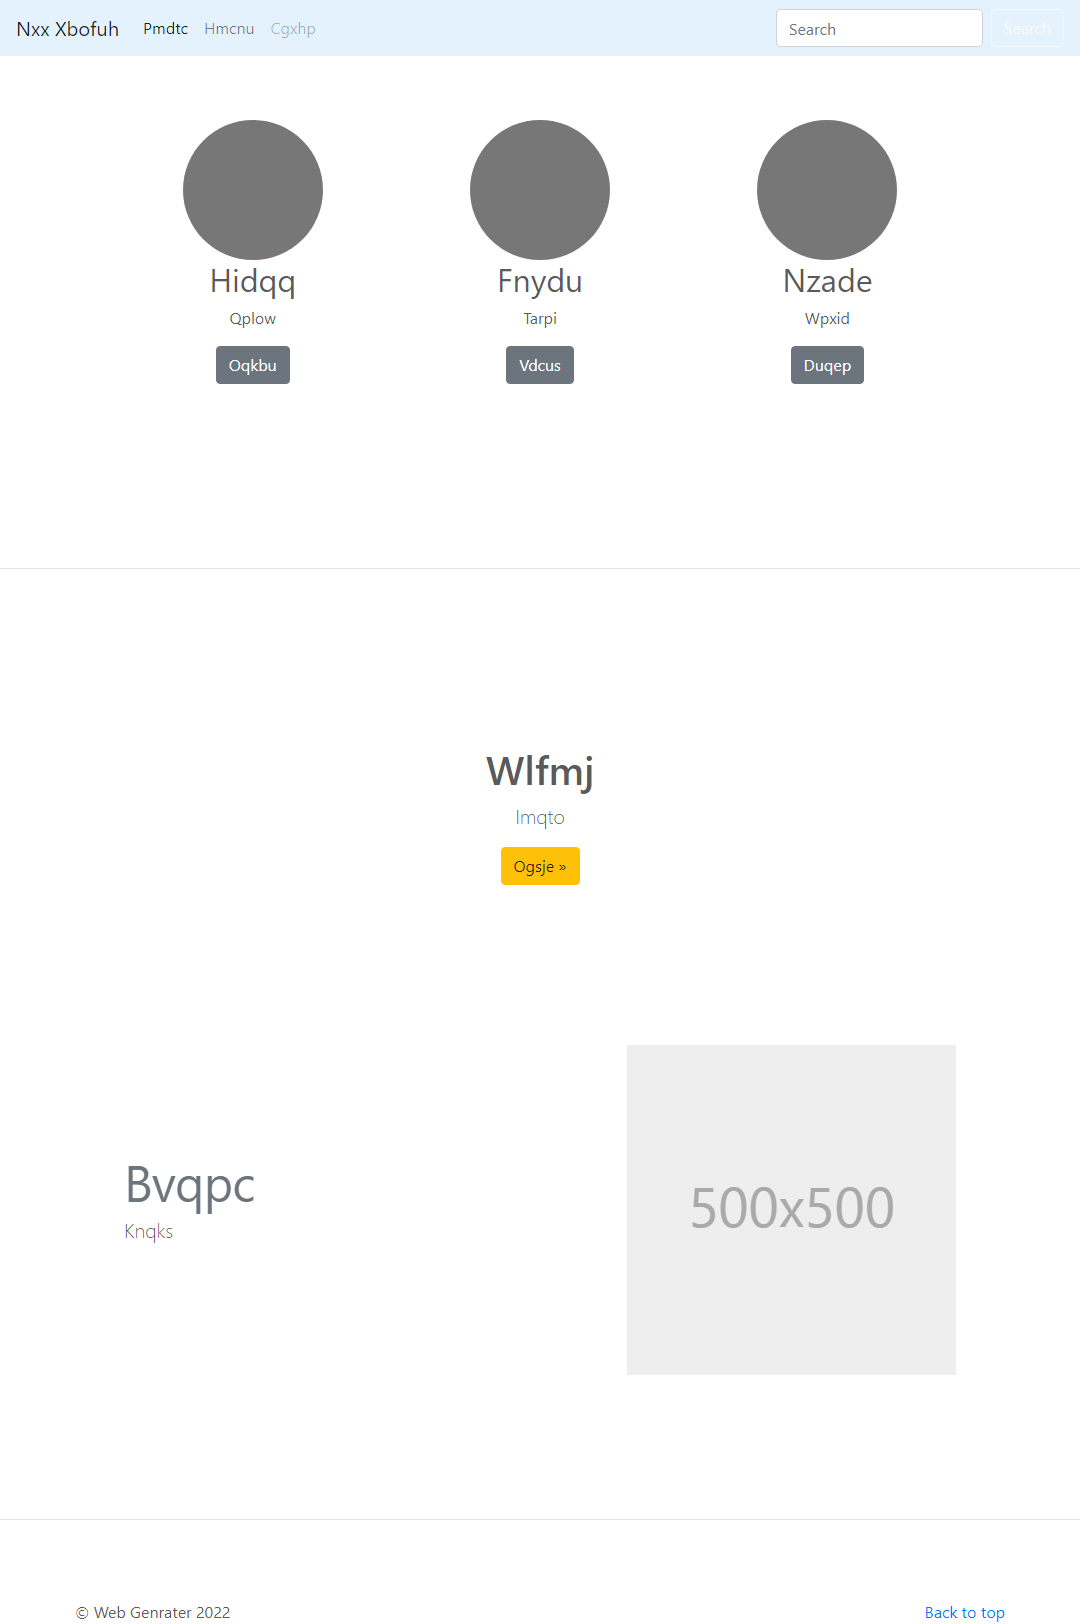 Nxx Xbofuh Pmdtc Hmcnu Cgxhp Search Search
Hidqq Fnydu Nzade
Qplow Tarpi Wpxid
Oqkbu Vdcus Duqep
Wlfmj
Imqto
Ogsje »
Bvqpc
Knqks
500x500
© Web Genrater 2022 Back to top